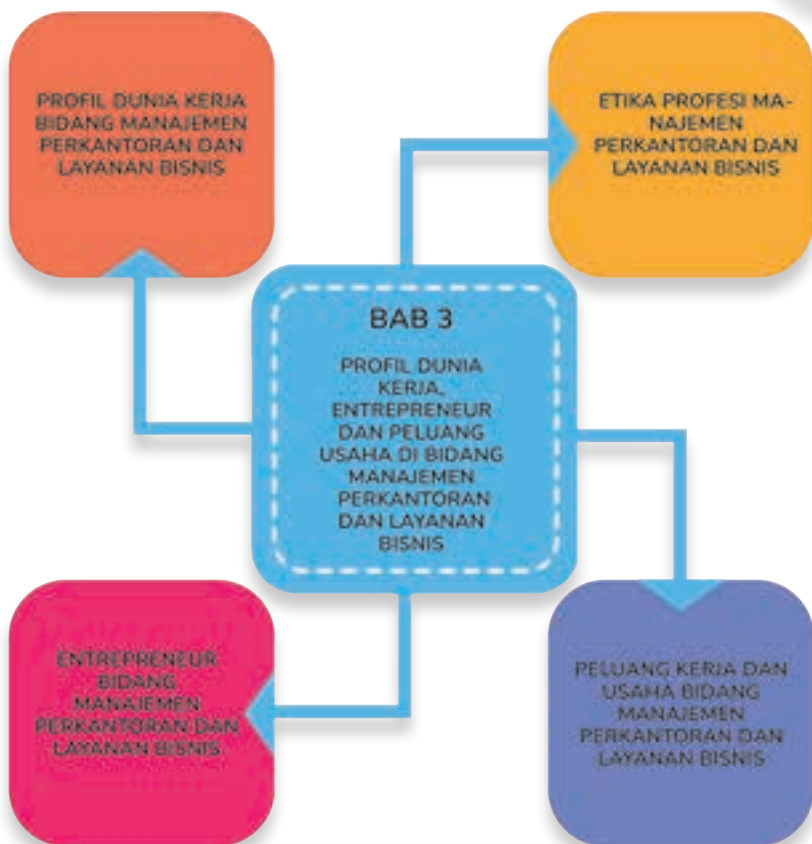 PROFIL DUNIA KERJA
BIDANG MANAJEMEN
PERKANTORAN DAN
LAYANAN BISNIS
ETIKA PROFESI MA-
NAJEMEN
PERKANTORAN DAN
LAYANAN BISNIS
BAB 3
PROFIL DUNIA
KERJA,
ENTREPRENEUR
DAN PELUANG
USAHA DI BIDANG
MANAJEMEN
PERKANTORAN
DAN LAYANAN
BISNIS
ENTREPRENEUR
BIDANG
MANAJEMEN
PERKANTORAN DAN
LAYANAN BISNIS
PELUANG KERJA DAN
USAHA BIDANG
MANAJEMEN
PERKANTORAN DAN
LAYANAN BISNIS